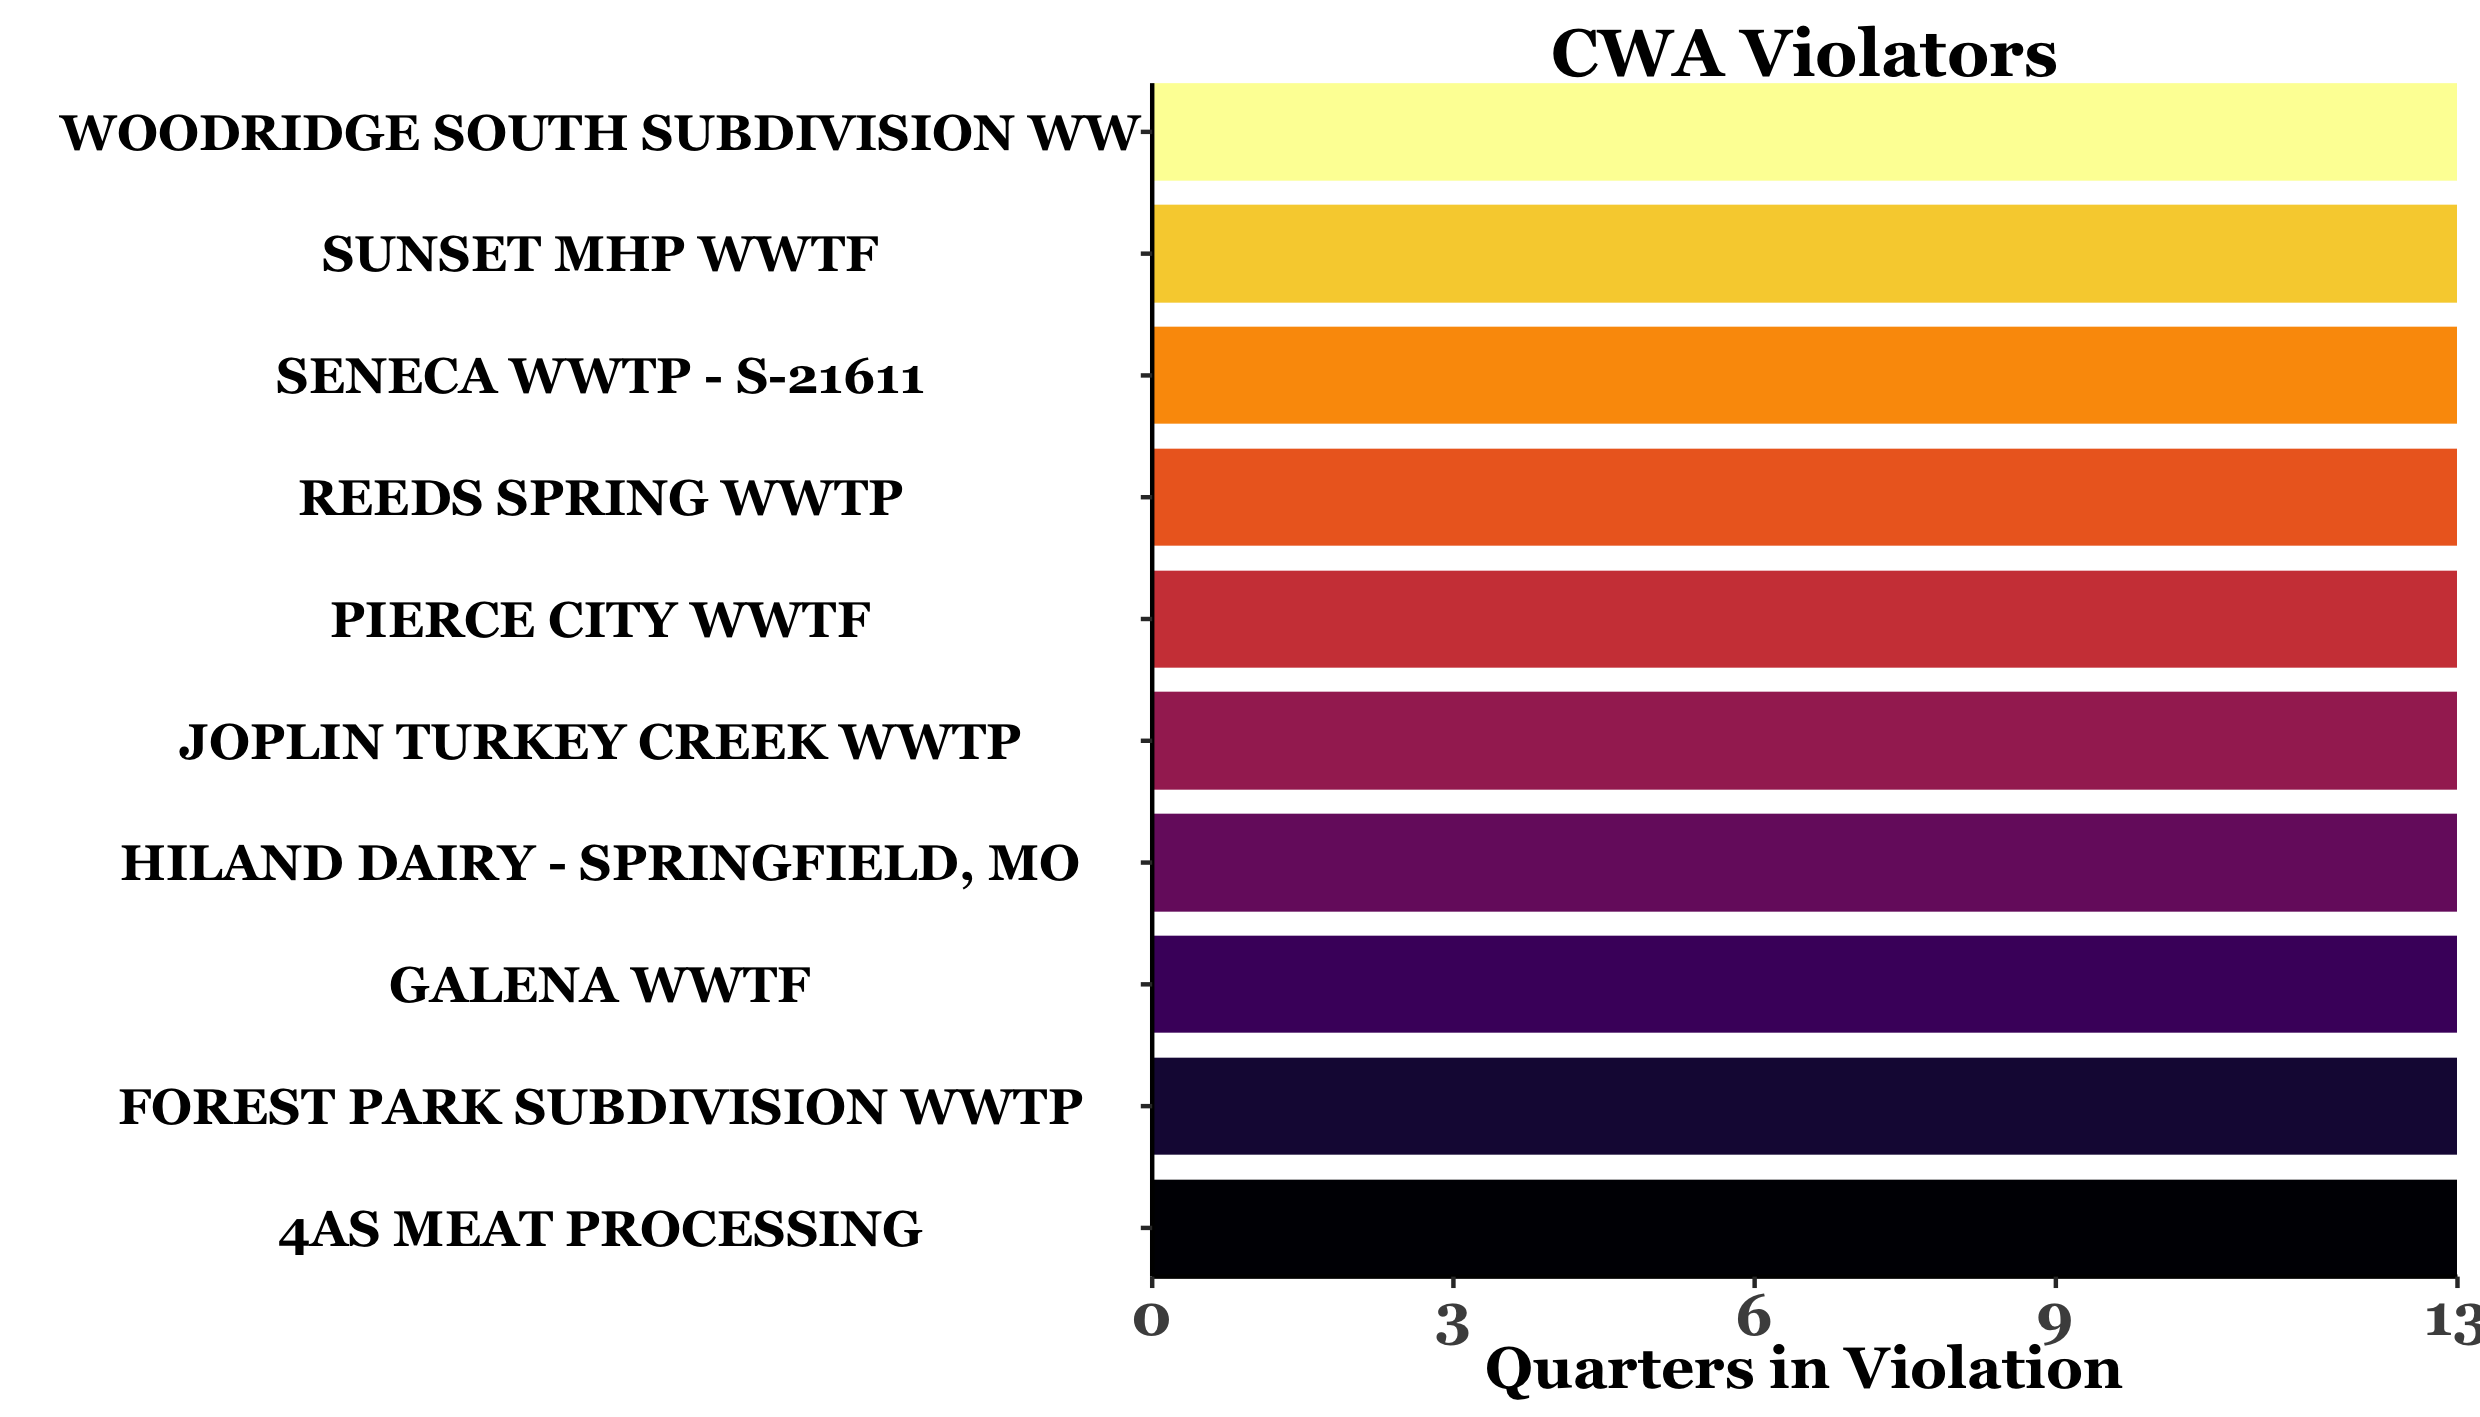 CWA Violators
WOODRIDGE SOUTH SUBDIVISION WW
SUNSET MHP WWTF
SENECA WWTP - S-21611
REEDS SPRING WWTP
PIERCE CITY WWTF
JOPLIN TURKEY CREEK WWTP
HILAND DAIRY - SPRINGFIELD, MO
GALENA WWTF
FOREST PARK SUBDIVISION WWTP
4AS MEAT PROCESSING
0 3 6 9 13
Quarters in Violation